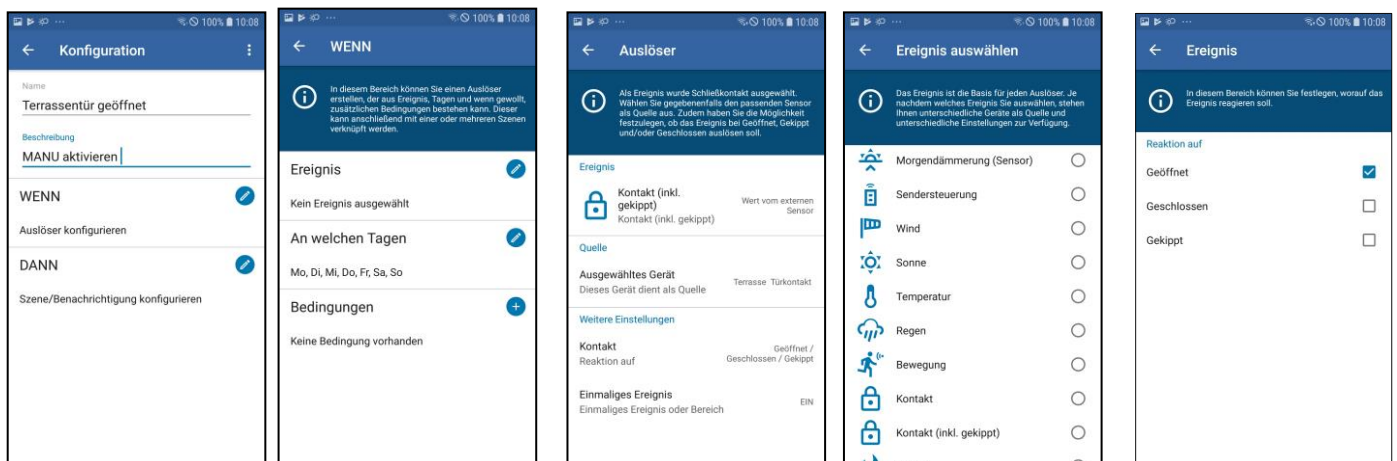 100% 10:08
Konfiguration
Name
Terrassentür geöffnet
Beschreibung
MANU aktivieren
WENN
Auslöser konfigurieren
DANN
Szene/Benachrichtigung konfigurieren
100% 10:08
WENN
In diesem Bereich können Sie einen Auslöser
erstellen, der aus Ereignis, Tagen und wenn gewollt,
zusätzlichen Bedingungen bestehen kann. Dieser
kann anschließend mit einer oder mehreren Szenen
verknüpft werden.
Ereignis
Kein Ereignis ausgewählt
An welchen Tagen
Mo, Di, Mi, Do, Fr, Sa, So
Bedingungen
Keine Bedingung vorhanden
100% 10:08
Auslöser
Als Ereignis wurde Schließkontakt ausgewählt.
Wählen Sie gegebenenfalls den passenden Sensor
als Quelle aus. Zudem haben Sie die Möglichkeit
festzulegen, ob das Ereignis bei Geöffnet, Gekippt
und/oder Geschlossen auslösen soll.
Ereignis
Kontakt (inkl.
gekippt)
Kontakt (inkl. gekippt)
Wert vom externen
Sensor
Quelle
Ausgewähltes Gerät
Dieses Gerät dient als Quelle
Terrasse Türkontakt
Weitere Einstellungen
Kontakt
Reaktion auf
Geöffnet /
Geschlossen / Gekippt
Einmaliges Ereignis
Einmaliges Ereignis oder Bereich
EIN
100% 10:08
Ereignis auswählen
Das Ereignis ist die Basis für jeden Auslöser. Je
nachdem welches Ereignis Sie auswählen, stehen
Ihnen unterschiedliche Geräte als Quelle und
unterschiedliche Einstellungen zur Verfügung.
Morgendämmerung (Sensor)
Sendersteuerung
Wind
Sonne
Temperatur
Regen
Bewegung
Kontakt
Kontakt (inkl. gekippt)
100% 10:08
Ereignis
In diesem Bereich können Sie festlegen, worauf das
Ereignis reagieren soll.
Reaktion auf
Geöffnet
Geschlossen
Gekippt